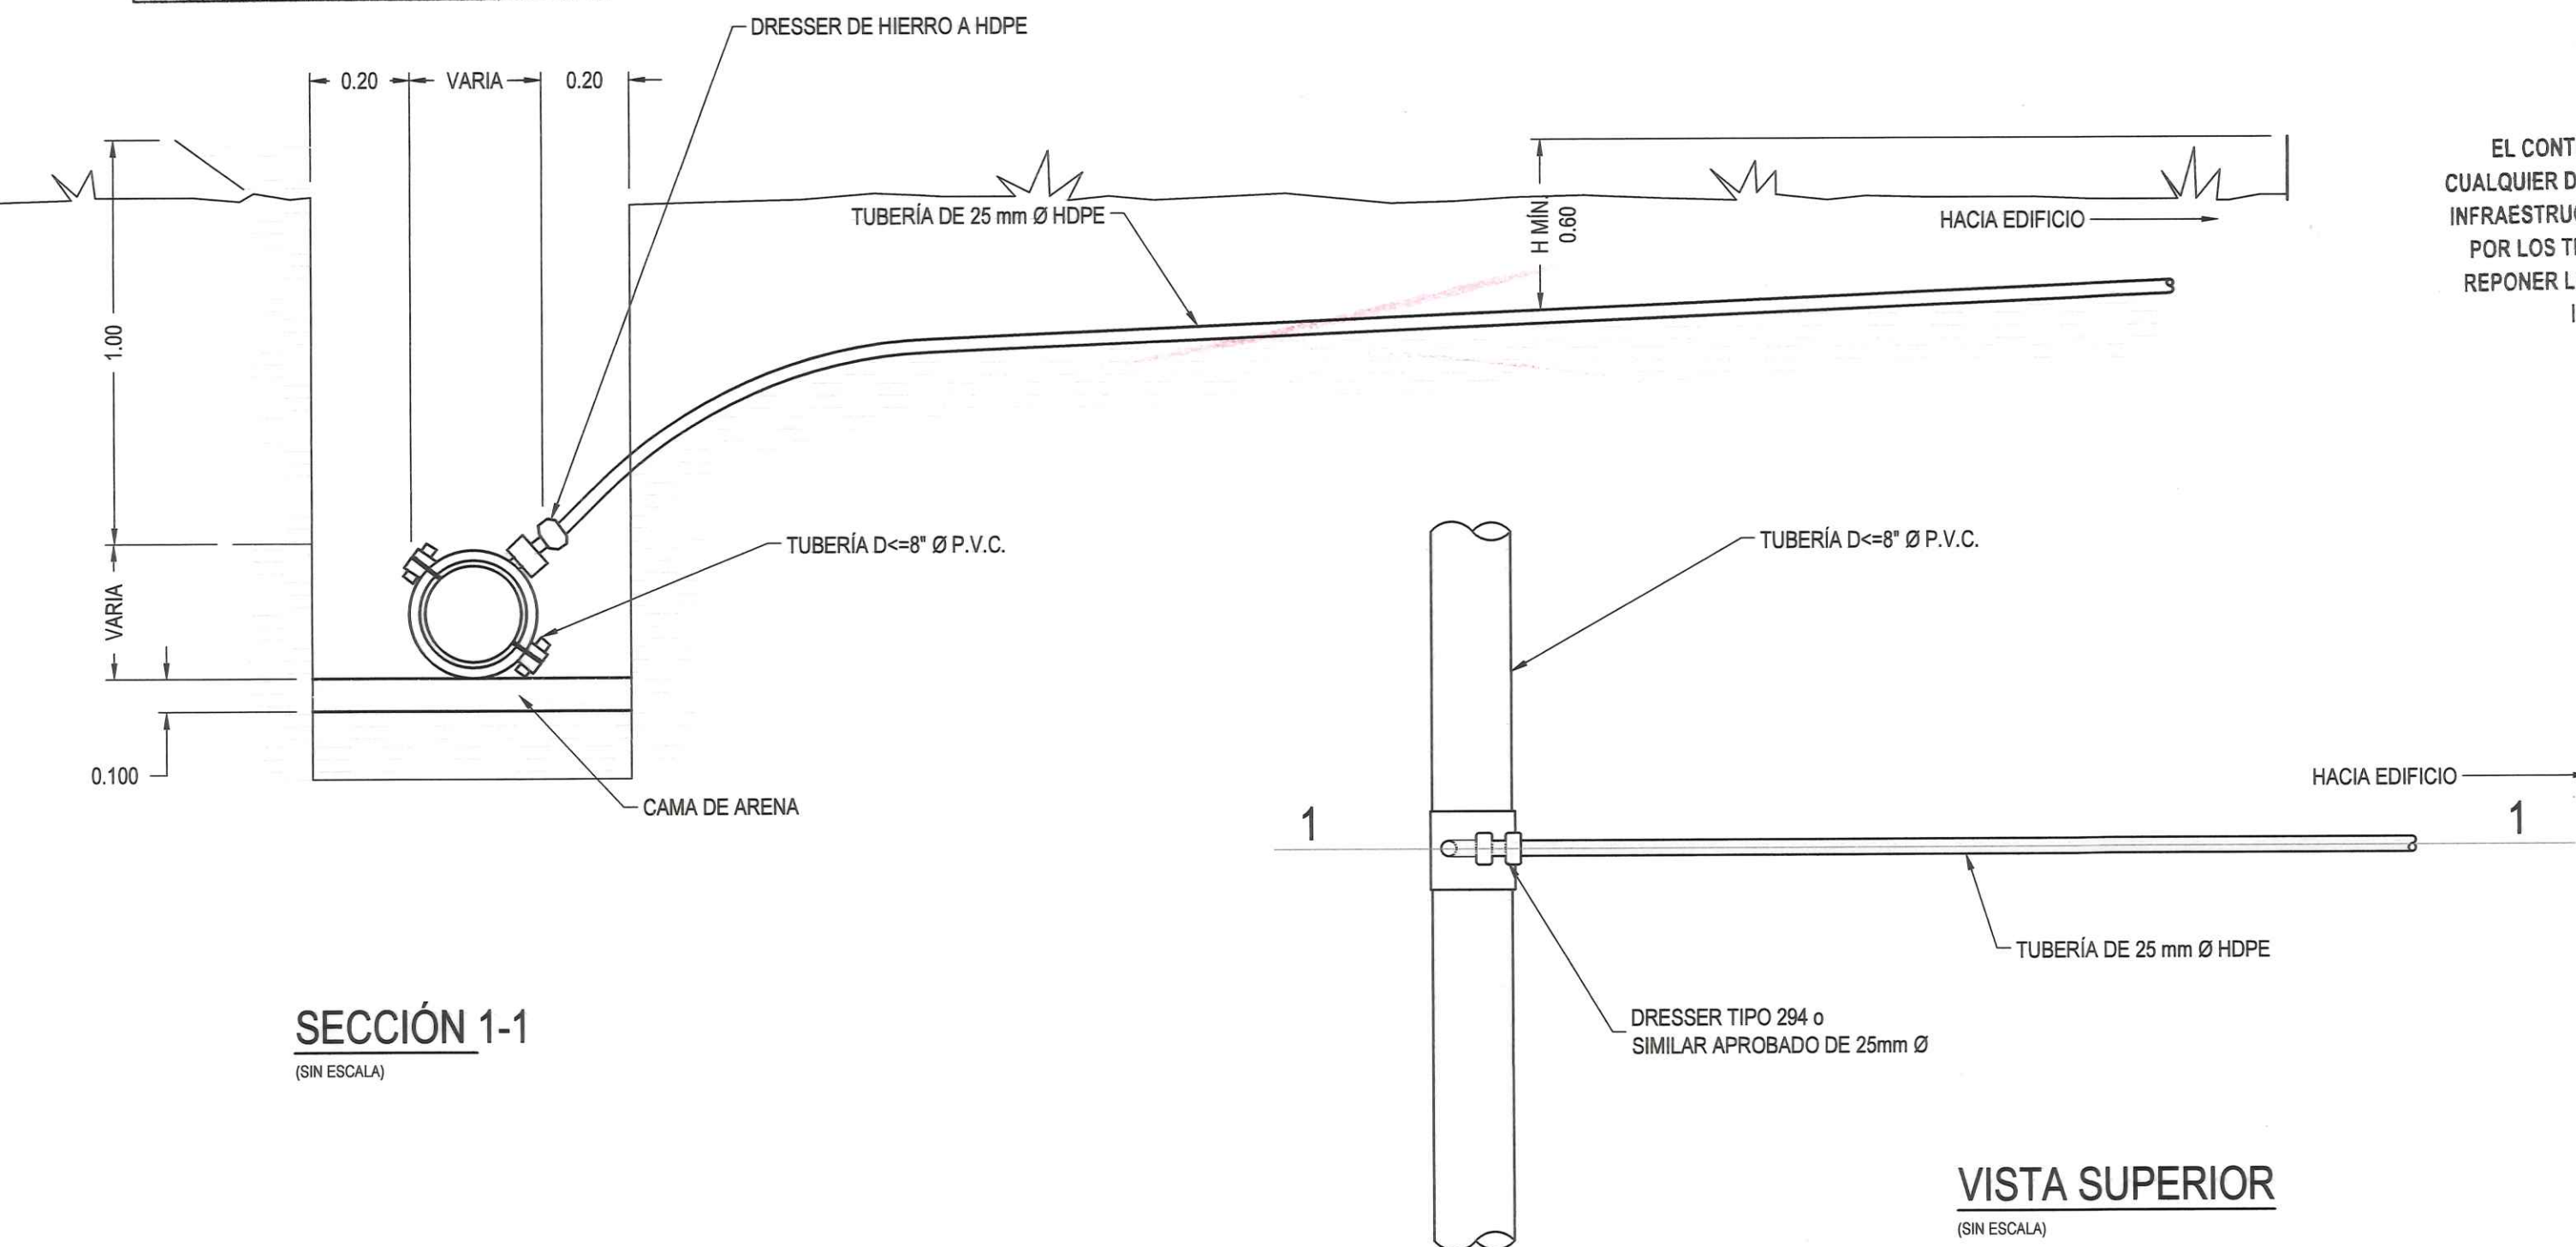 DRESSER DE HIERRO A HDPE
0.20
VARIA
0.20
EL CONT
CUALQUIER D
INFRAESTRU
POR LOS T
REPONER L
TUBERÍA DE 25 mm Ø HDPE
H MÍN
0.60
HACIA EDIFICIO
1.00
TUBERÍA D<=8" Ø P.V.C.
VARIA
0.100
CAMA DE ARENA
TUBERÍA D<=8" Ø P.V.C.
HACIA EDIFICIO
1
1
TUBERÍA DE 25 mm Ø HDPE
DRESSER TIPO 294 o
SIMILAR APROBADO DE 25mm Ø
SECCIÓN 1-1
(SIN ESCALA)
VISTA SUPERIOR
(SIN ESCALA)